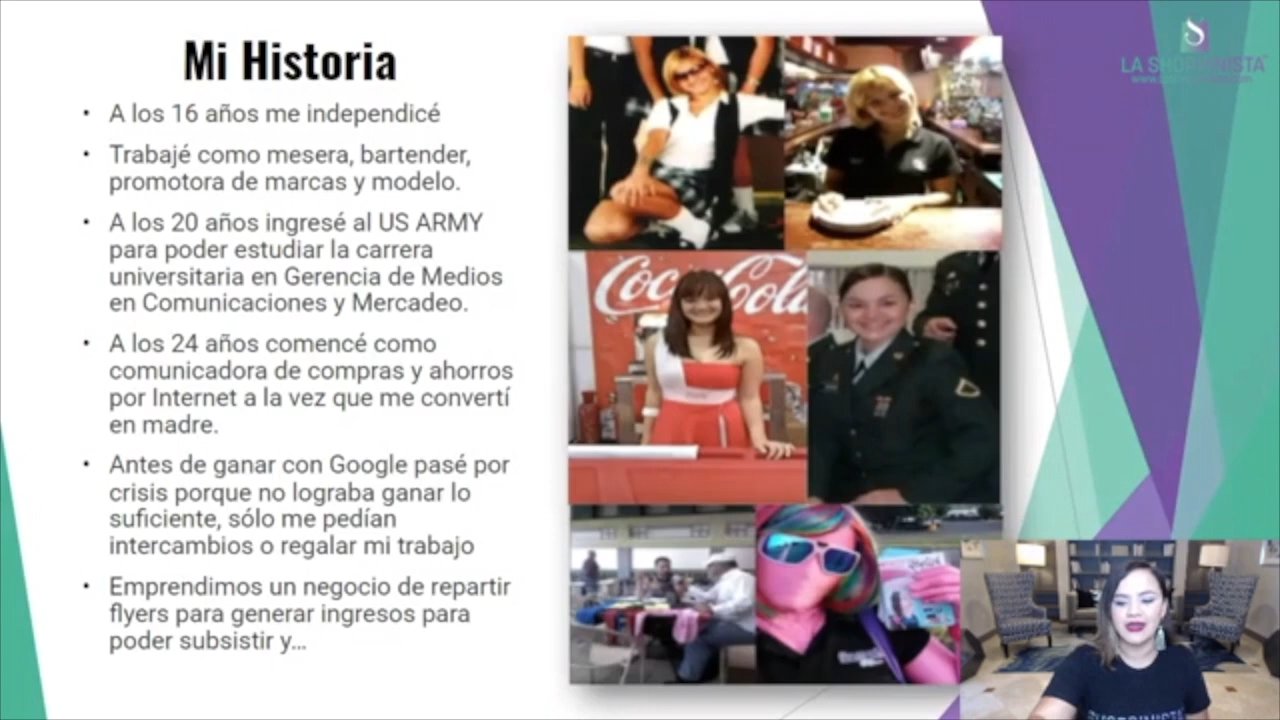 Mi Historia
• A los 16 años me independicé
• Trabajé como mesera, bartender,
promotora de marcas y modelo.
• A los 20 años ingresé al US ARMY
para poder estudiar la carrera
universitaria en Gerencia de Medios
en Comunicaciones y Mercadeo.
• A los 24 años comencé como
comunicadora de compras y ahorros
por Internet a la vez que me convertí
en madre.
• Antes de ganar con Google pasé por
crisis porque no lograba ganar lo
suficiente, sólo me pedían
intercambios o regalar mi trabajo
• Emprendimos un negocio de repartir
flyers para generar ingresos para
poder subsistir y...
Coca-Cola
LA SHOPPINISTA